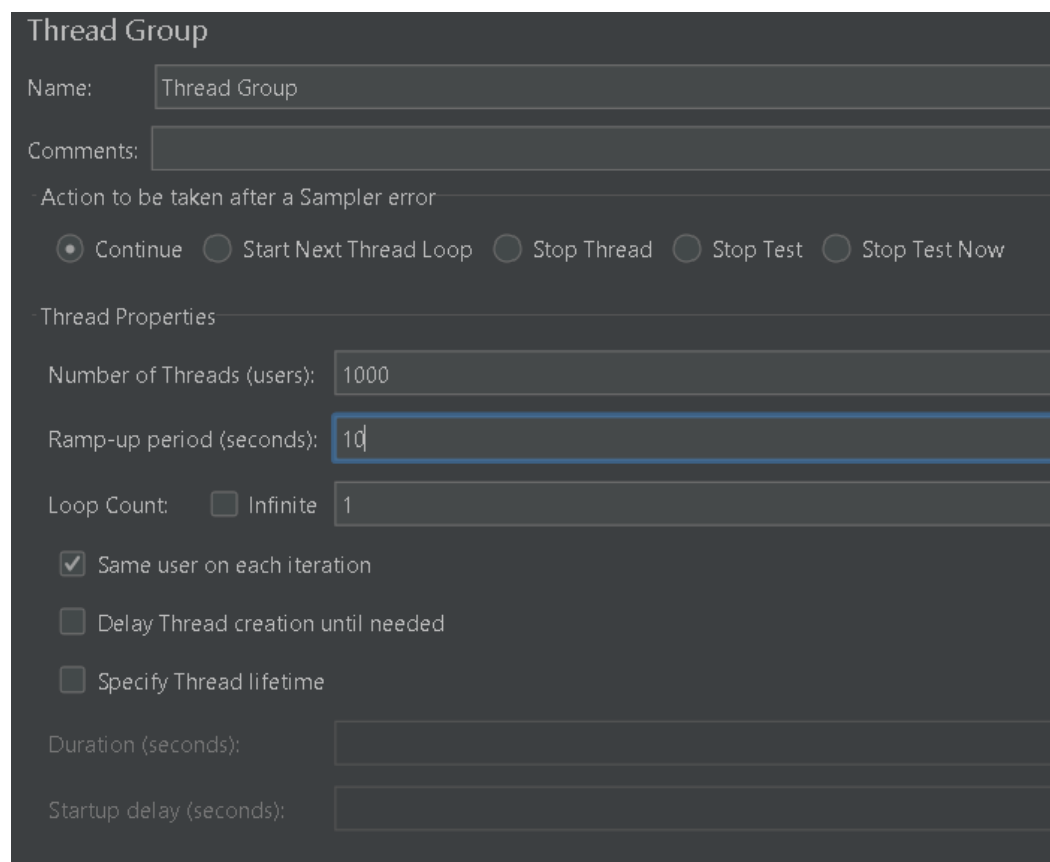 Thread Group
Name: Thread Group
Comments:
Action to be taken after a Sampler error
Continue Start Next Thread Loop Stop Thread Stop Test Stop Test Now
Thread Properties
Number of Threads (users): 1000
Ramp-up period (seconds): 10
Loop Count: Infinite 1
Same user on each iteration
Delay Thread creation until needed
Specify Thread lifetime
Duration (seconds):
Startup delay (seconds):